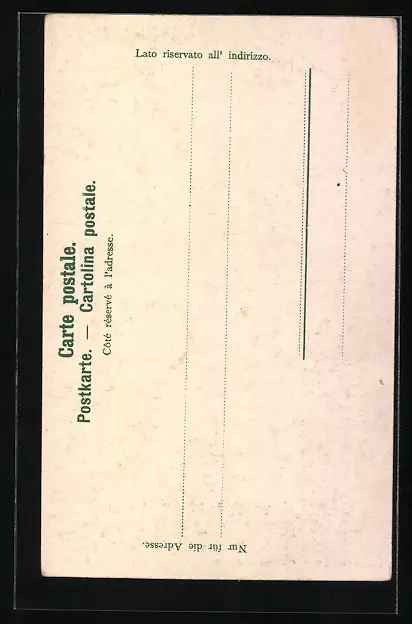 Carte postale.
Postkarte. — Cartolina postale.
Côté réservé à l'adresse.
Lato riservato all' indirizzo.
Nur für die Adresse.